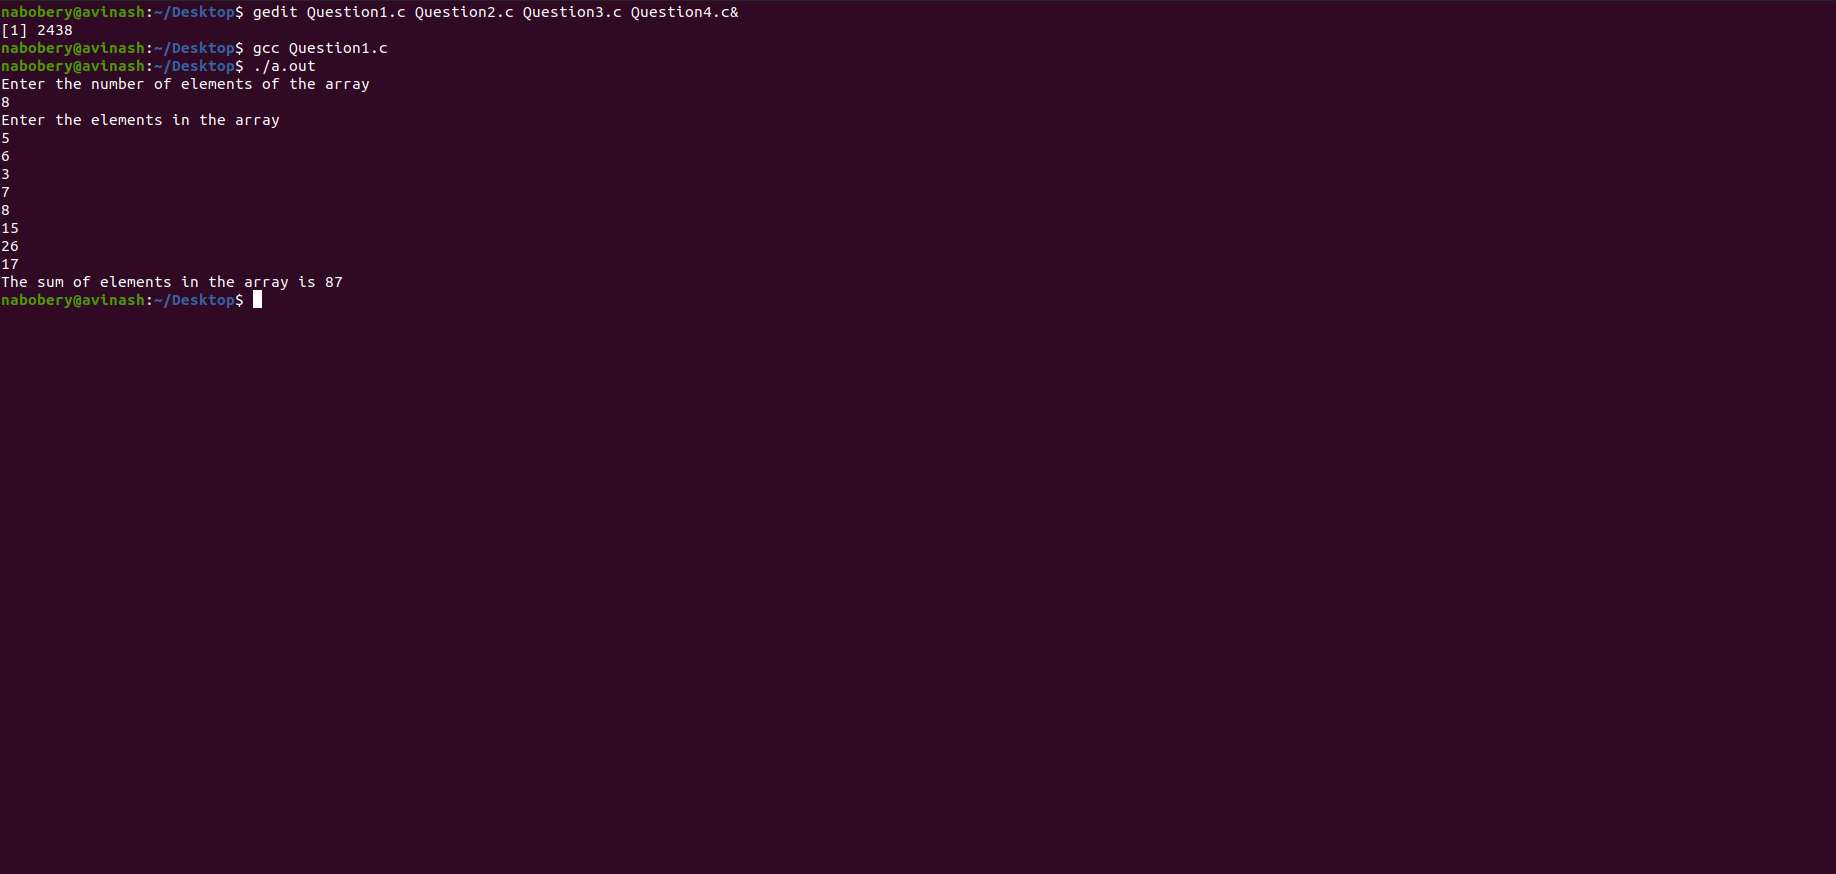 nabobery@avinash:~/Desktop$ gedit Question1.c Question2.c Question3.c Question4.c&
[1] 2438
nabobery@avinash:~/Desktop$ gcc Question1.c
nabobery@avinash:~/Desktop$ ./a.out
Enter the number of elements of the array
8
Enter the elements in the array
5
6
3
7
8
15
26
17
The sum of elements in the array is 87
nabobery@avinash:~/Desktop$